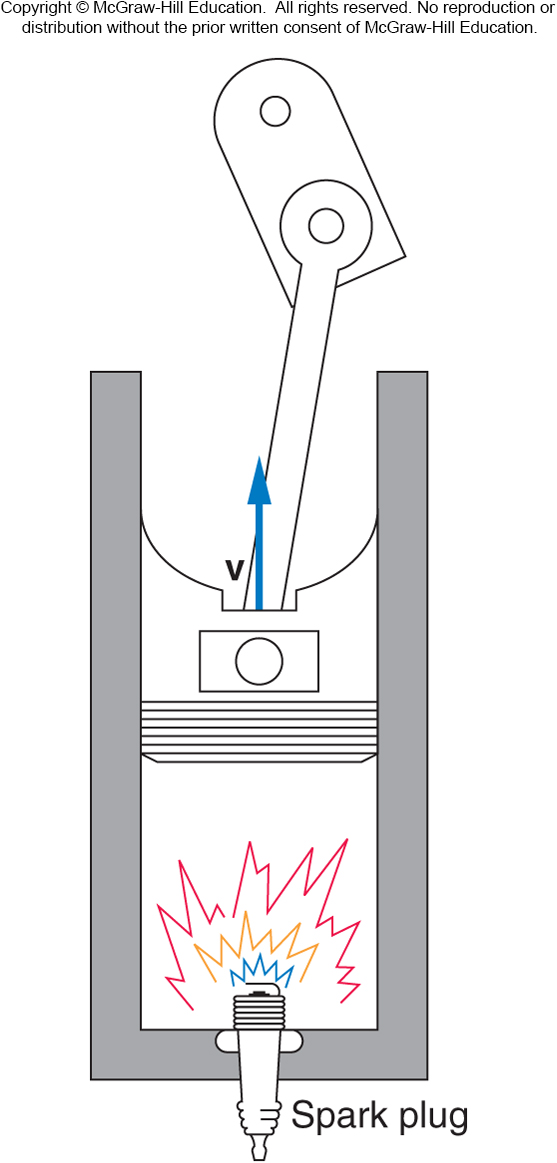 Copyright © McGraw-Hill Education. All rights reserved. No reproduction or
distribution without the prior written consent of McGraw-Hill Education.
v
Spark plug